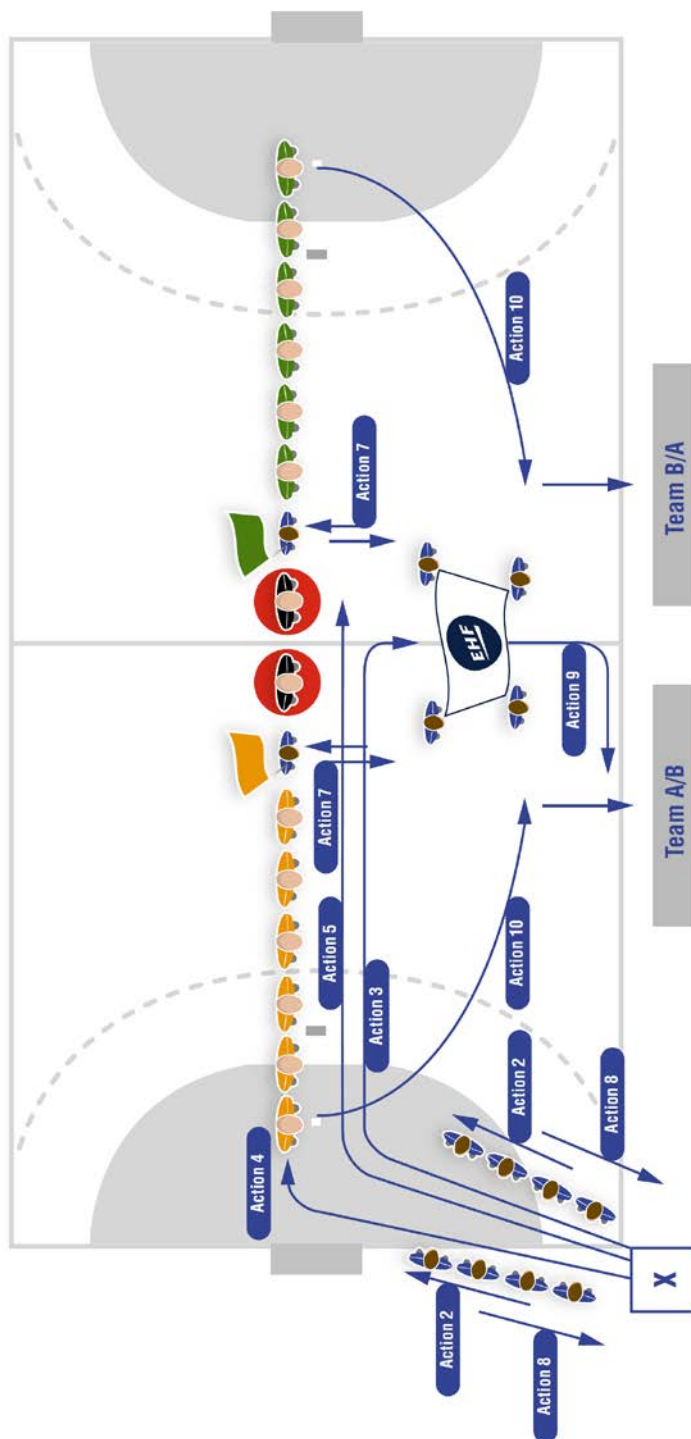 Action 10
Team B/A
Action 7
EHF
Action 9
Team A/B
Action 7
Action 5
Action 3
Action 10
Action 2
Action 8
Action 4
X
Action 2
Action 8